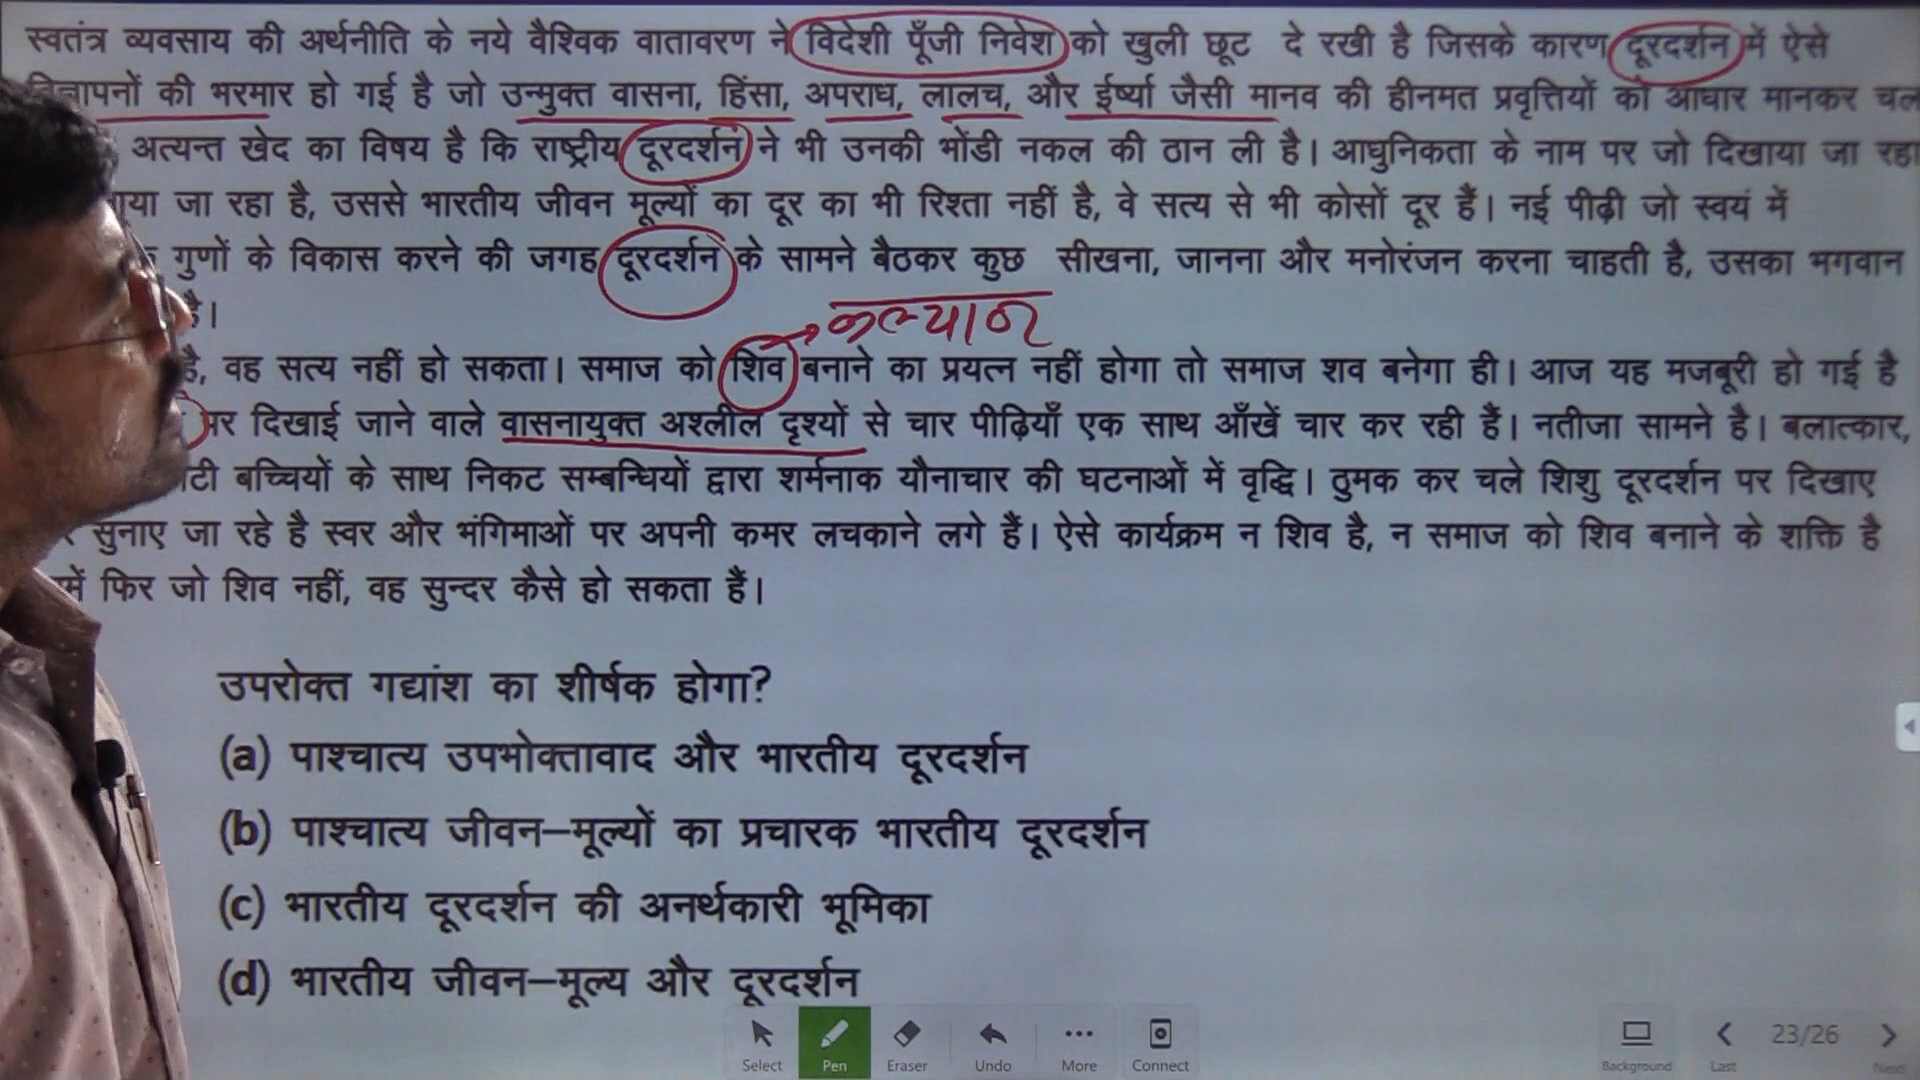 स्वतंत्र व्यवसाय की अर्थनीति के नये वैश्विक वातावरण ने विदेशी पूँजी निवेश को खुली छूट दे रखी है जिसके कारण दूरदर्शन में ऐसे
विज्ञापनों की भरमार हो गई है जो उन्मुक्त वासना, हिंसा, अपराध, लालच, और ईर्ष्या जैसी मानव की हीनमत प्रवृत्तियों को आधार मानकर चल
अत्यन्त खेद का विषय है कि राष्ट्रीय दूरदर्शन ने भी उनकी भोंडी नकल की ठान ली है। आधुनिकता के नाम पर जो दिखाया जा रहा
जा रहा है, उससे भारतीय जीवन मूल्यों का दूर का भी रिश्ता नहीं है, वे सत्य से भी कोसों दूर हैं। नई पीढ़ी जो स्वयं में
गुणों के विकास करने की जगह दूरदर्शन के सामने बैठकर कुछ सीखना, जानना और मनोरंजन करना चाहती है, उसका भगवान
है।
कल्याण
है, वह सत्य नहीं हो सकता। समाज को शिव बनाने का प्रयत्न नहीं होगा तो समाज शव बनेगा ही। आज यह मजबूरी हो गई है
पर दिखाई जाने वाले वासनायुक्त अश्लील दृश्यों से चार पीढ़ियाँ एक साथ आँखें चार कर रही हैं। नतीजा सामने है। बलात्कार,
बच्चियों के साथ निकट सम्बन्धियों द्वारा शर्मनाक यौनाचार की घटनाओं में वृद्धि। ठुमक कर चले शिशु दूरदर्शन पर दिखाए
सुनाए जा रहे है स्वर और भंगिमाओं पर अपनी कमर लचकाने लगे हैं। ऐसे कार्यक्रम न शिव है, न समाज को शिव बनाने के शक्ति है
में फिर जो शिव नहीं, वह सुन्दर कैसे हो सकता हैं।
उपरोक्त गद्यांश का शीर्षक होगा?
(a) पाश्चात्य उपभोक्तावाद और भारतीय दूरदर्शन
(b) पाश्चात्य जीवन–मूल्यों का प्रचारक भारतीय दूरदर्शन
(c) भारतीय दूरदर्शन की अनर्थकारी भूमिका
(d) भारतीय जीवन–मूल्य और दूरदर्शन
Select Pen Eraser Undo More Connect Background Last 23/26 Next